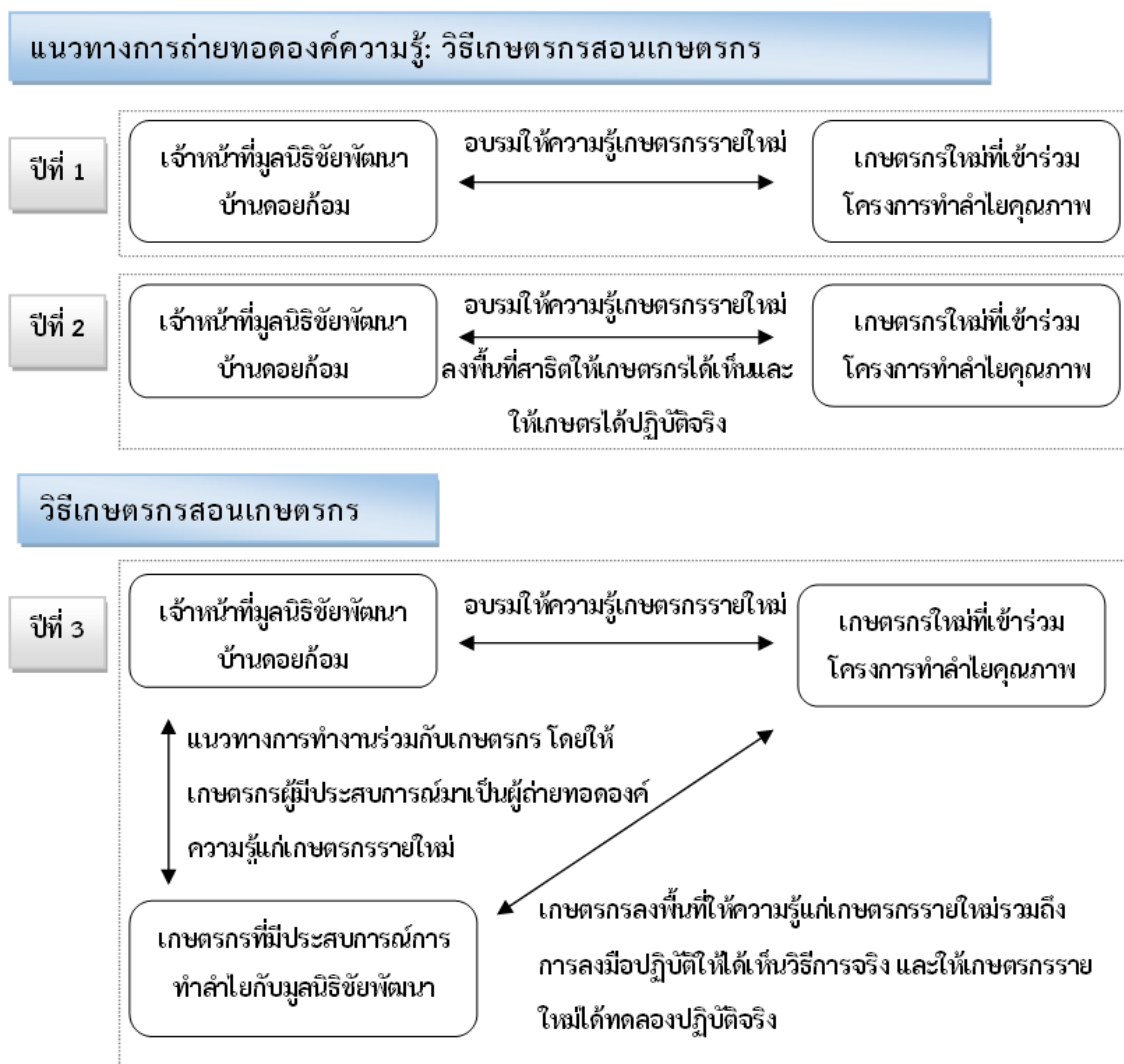 แนวทางการถ่ายทอดองค์ความรู้: วิธีเกษตรกรสอนเกษตรกร
ปีที่ 1
เจ้าหน้าที่มูลนิธิชัยพัฒนา
บ้านดอยก้อม
อบรมให้ความรู้เกษตรกรรายใหม่
เกษตรกรใหม่ที่เข้าร่วม
โครงการทำลำไยคุณภาพ
ปีที่ 2
เจ้าหน้าที่มูลนิธิชัยพัฒนา
บ้านดอยก้อม
อบรมให้ความรู้เกษตรกรรายใหม่
ลงพื้นที่สาธิตให้เกษตรกรได้เห็นและ
ให้เกษตรได้ปฏิบัติจริง
เกษตรกรใหม่ที่เข้าร่วม
โครงการทำลำไยคุณภาพ
วิธีเกษตรกรสอนเกษตรกร
ปีที่ 3
เจ้าหน้าที่มูลนิธิชัยพัฒนา
บ้านดอยก้อม
อบรมให้ความรู้เกษตรกรรายใหม่
เกษตรกรใหม่ที่เข้าร่วม
โครงการทำลำไยคุณภาพ
แนวทางการทำงานร่วมกับเกษตรกร โดยให้
เกษตรกรผู้มีประสบการณ์มาเป็นผู้ถ่ายทอดองค์
ความรู้แก่เกษตรกรรายใหม่
เกษตรกรที่มีประสบการณ์การ
ทำลำไยกับมูลนิธิชัยพัฒนา
เกษตรกรลงพื้นที่ให้ความรู้แก่เกษตรกรรายใหม่รวมถึง
การลงมือปฏิบัติให้ได้เห็นวิธีการจริง และให้เกษตรกรราย
ใหม่ได้ทดลองปฏิบัติจริง